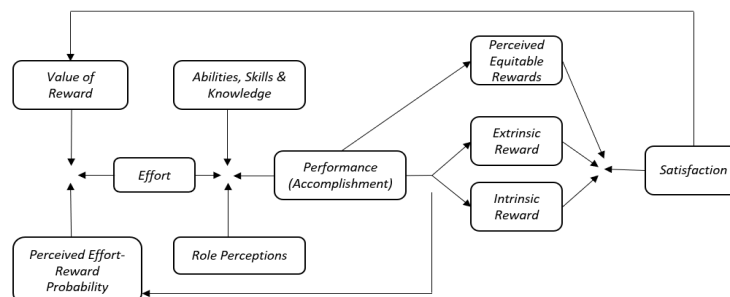 Value of
Reward
Abilities, Skills &
Knowledge
Perceived
Equitable
Rewards
Effort
Performance
(Accomplishment)
Extrinsic
Reward
Satisfaction
Intrinsic
Reward
Perceived Effort-
Reward
Probability
Role Perceptions